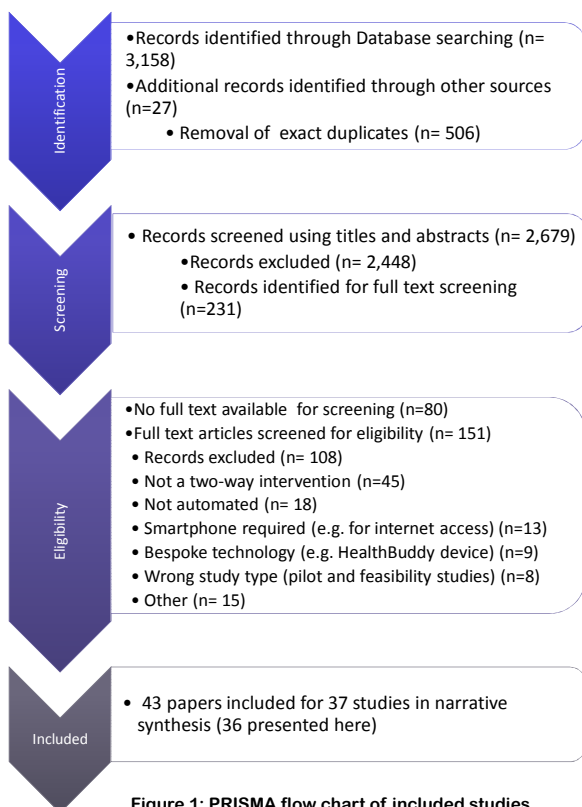 Identification
•Records identified through Database searching (n=
3,158)
•Additional records identified through other sources
(n=27)
• Removal of exact duplicates (n= 506)
Screening
• Records screened using titles and abstracts (n= 2,679)
•Records excluded (n= 2,448)
• Records identified for full text screening
(n=231)
Eligibility
•No full text available for screening (n=80)
•Full text articles screened for eligibility (n= 151)
• Records excluded (n= 108)
• Not a two-way intervention (n=45)
• Not automated (n= 18)
• Smartphone required (e.g. for internet access) (n=13)
• Bespoke technology (e.g. HealthBuddy device) (n=9)
• Wrong study type (pilot and feasibility studies) (n=8)
• Other (n= 15)
Included
• 43 papers included for 37 studies in narrative
synthesis (36 presented here)
Figure 1: PRISMA flow chart of included studies